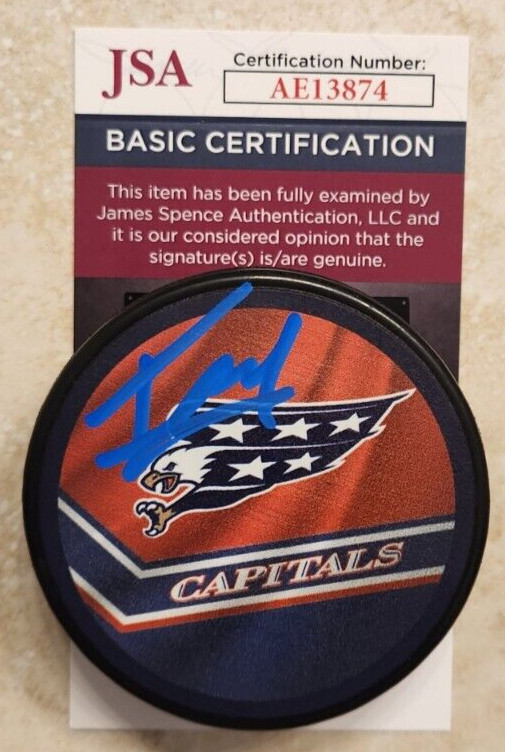 JSA
Certification Number:
AE13874
BASIC CERTIFICATION
This item has been fully examined by
James Spence Authentication, LLC and
it is our considered opinion that the
signature(s) is/are genuine.
CAPITALS